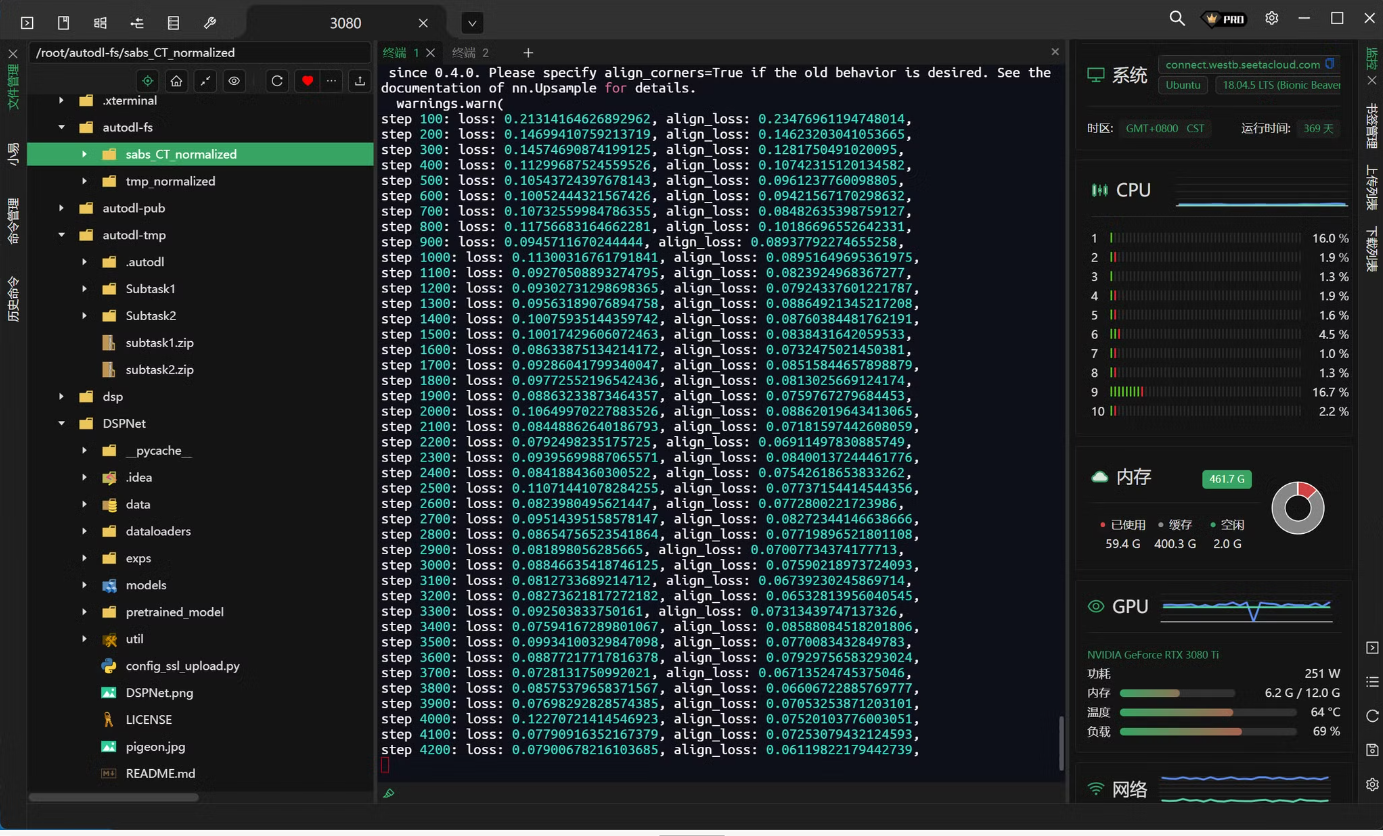 3080
PRO
/root/autodl-fs/sabs_CT_normalized
文件管理
小易
命令管理
历史命令
.xterminal
autodl-fs
sabs_CT_normalized
tmp_normalized
autodl-pub
autodl-tmp
.autodl
Subtask1
Subtask2
subtask1.zip
subtask2.zip
dsp
DSPNet
__pycache__
.idea
data
dataloaders
exps
models
pretrained_model
util
config_ssl_upload.py
DSPNet.png
LICENSE
pigeon.jpg
README.md
终端 1
终端 2
since 0.4.0. Please specify align_corners=True if the old behavior is desired. See the
documentation of nn.Upsample for details.
warnings.warn(
step 100: loss: 0.21314164626892962, align_loss: 0.23476961194748014,
step 200: loss: 0.14699410759213719, align_loss: 0.14623203041053665,
step 300: loss: 0.14574690874199125, align_loss: 0.1281750491020095,
step 400: loss: 0.11299687524559526, align_loss: 0.10742315120134582,
step 500: loss: 0.10543724397678143, align_loss: 0.0961237760098805,
step 600: loss: 0.10052444321567426, align_loss: 0.0942156717029863​2,
step 700: loss: 0.10732559984786355, align_loss: 0.08482635398759127,
step 800: loss: 0.11756683164662281, align_loss: 0.10186696552642331,
step 900: loss: 0.0945711670244444, align_loss: 0.08937792274655258,
step 1000: loss: 0.11300316761791841, align_loss: 0.08951649695361975,
step 1100: loss: 0.09270508893274795, align_loss: 0.0823924968367277,
step 1200: loss: 0.09302731298698365, align_loss: 0.07924337601221787,
step 1300: loss: 0.09563189076894758, align_loss: 0.08864921345217208,
step 1400: loss: 0.10075935144359742, align_loss: 0.08760384481762191,
step 1500: loss: 0.10017429606072463, align_loss: 0.0838431642059533,
step 1600: loss: 0.08633875134214172, align_loss: 0.0732475021450381,
step 1700: loss: 0.09286041799340047, align_loss: 0.08515844657898879,
step 1800: loss: 0.09772552196542436, align_loss: 0.0813025669124174,
step 1900: loss: 0.08863233873464357, align_loss: 0.0759767279684453,
step 2000: loss: 0.10649970227883526, align_loss: 0.08862019643413065,
step 2100: loss: 0.08448862640186793, align_loss: 0.07181597442608059,
step 2200: loss: 0.0792498235175725, align_loss: 0.06911497830885749,
step 2300: loss: 0.09395699887065571, align_loss: 0.08400137244461776,
step 2400: loss: 0.0841884360300522, align_loss: 0.07542618653833262,
step 2500: loss: 0.11071441078284255, align_loss: 0.07737154414544356,
step 2600: loss: 0.0823980495621447, align_loss: 0.0772800221723986,
step 2700: loss: 0.09514395158578147, align_loss: 0.08272344146638666,
step 2800: loss: 0.08654756523541864, align_loss: 0.07719896521801108,
step 2900: loss: 0.081898056285665, align_loss: 0.07007734374177713,
step 3000: loss: 0.08846635418746125, align_loss: 0.07590218973724093,
step 3100: loss: 0.0812733689214712, align_loss: 0.06739230245869714,
step 3200: loss: 0.08273621817272182, align_loss: 0.06532813956040545,
step 3300: loss: 0.092503833750161, align_loss: 0.07313439747137326,
step 3400: loss: 0.07594167289801067, align_loss: 0.08588084518201806,
step 3500: loss: 0.09934100329847098, align_loss: 0.0770083432849783,
step 3600: loss: 0.08877217717816378, align_loss: 0.07929756583293024,
step 3700: loss: 0.0728131750992021, align_loss: 0.06713524745375046,
step 3800: loss: 0.08575379658371567, align_loss: 0.06606722885769777,
step 3900: loss: 0.07698292828574385, align_loss: 0.07053253871203101,
step 4000: loss: 0.12270721414546923, align_loss: 0.07520103776003051,
step 4100: loss: 0.07790916352167379, align_loss: 0.07253079432124593,
step 4200: loss: 0.07900678216103685, align_loss: 0.06119822179442739,
系统
connect.westb.seetacloud.com
Ubuntu
18.04.5 LTS (Bionic Beaver
时区: GMT+0800 CST 运行时间: 369 天
CPU
1 16.0 %
2 1.9 %
3 1.3 %
4 1.9 %
5 1.6 %
6 4.5 %
7 1.0 %
8 1.3 %
9 16.7 %
10 2.2 %
内存 461.7 G
已使用 缓存 空闲
59.4 G 400.3 G 2.0 G
GPU
NVIDIA GeForce RTX 3080 Ti
功耗 251 W
内存 6.2 G / 12.0 G
温度 64 °C
负载 69 %
网络
监控
书签管理
上传列表
下载列表